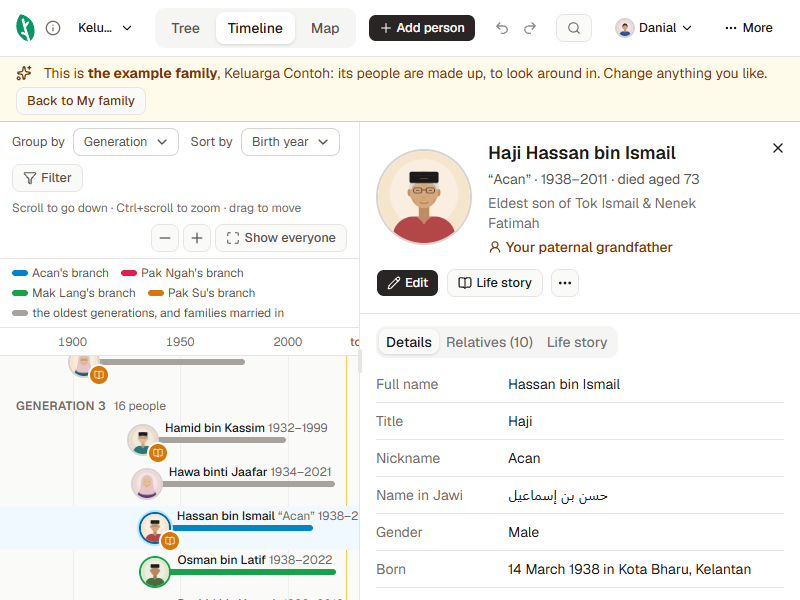 Kelu...
Tree
Timeline
Map
+ Add person
Danial
More
This is the example family, Keluarga Contoh: its people are made up, to look around in. Change anything you like.
Back to My family
Group by Generation Sort by Birth year
Filter
Scroll to go down · Ctrl+scroll to zoom · drag to move
Show everyone
Acan's branch Pak Ngah's branch
Mak Lang's branch Pak Su's branch
the oldest generations, and families married in
1900 1950 2000
GENERATION 3 16 people
Hamid bin Kassim 1932–1999
Hawa binti Jaafar 1934–2021
Hassan bin Ismail “Acan” 1938–2
Osman bin Latif 1938–2022
Haji Hassan bin Ismail
“Acan” · 1938–2011 · died aged 73
Eldest son of Tok Ismail & Nenek
Fatimah
Your paternal grandfather
Edit
Life story
Details Relatives (10) Life story
Full name Hassan bin Ismail
Title Haji
Nickname Acan
Name in Jawi حسن بن إسماعيل
Gender Male
Born 14 March 1938 in Kota Bharu, Kelantan